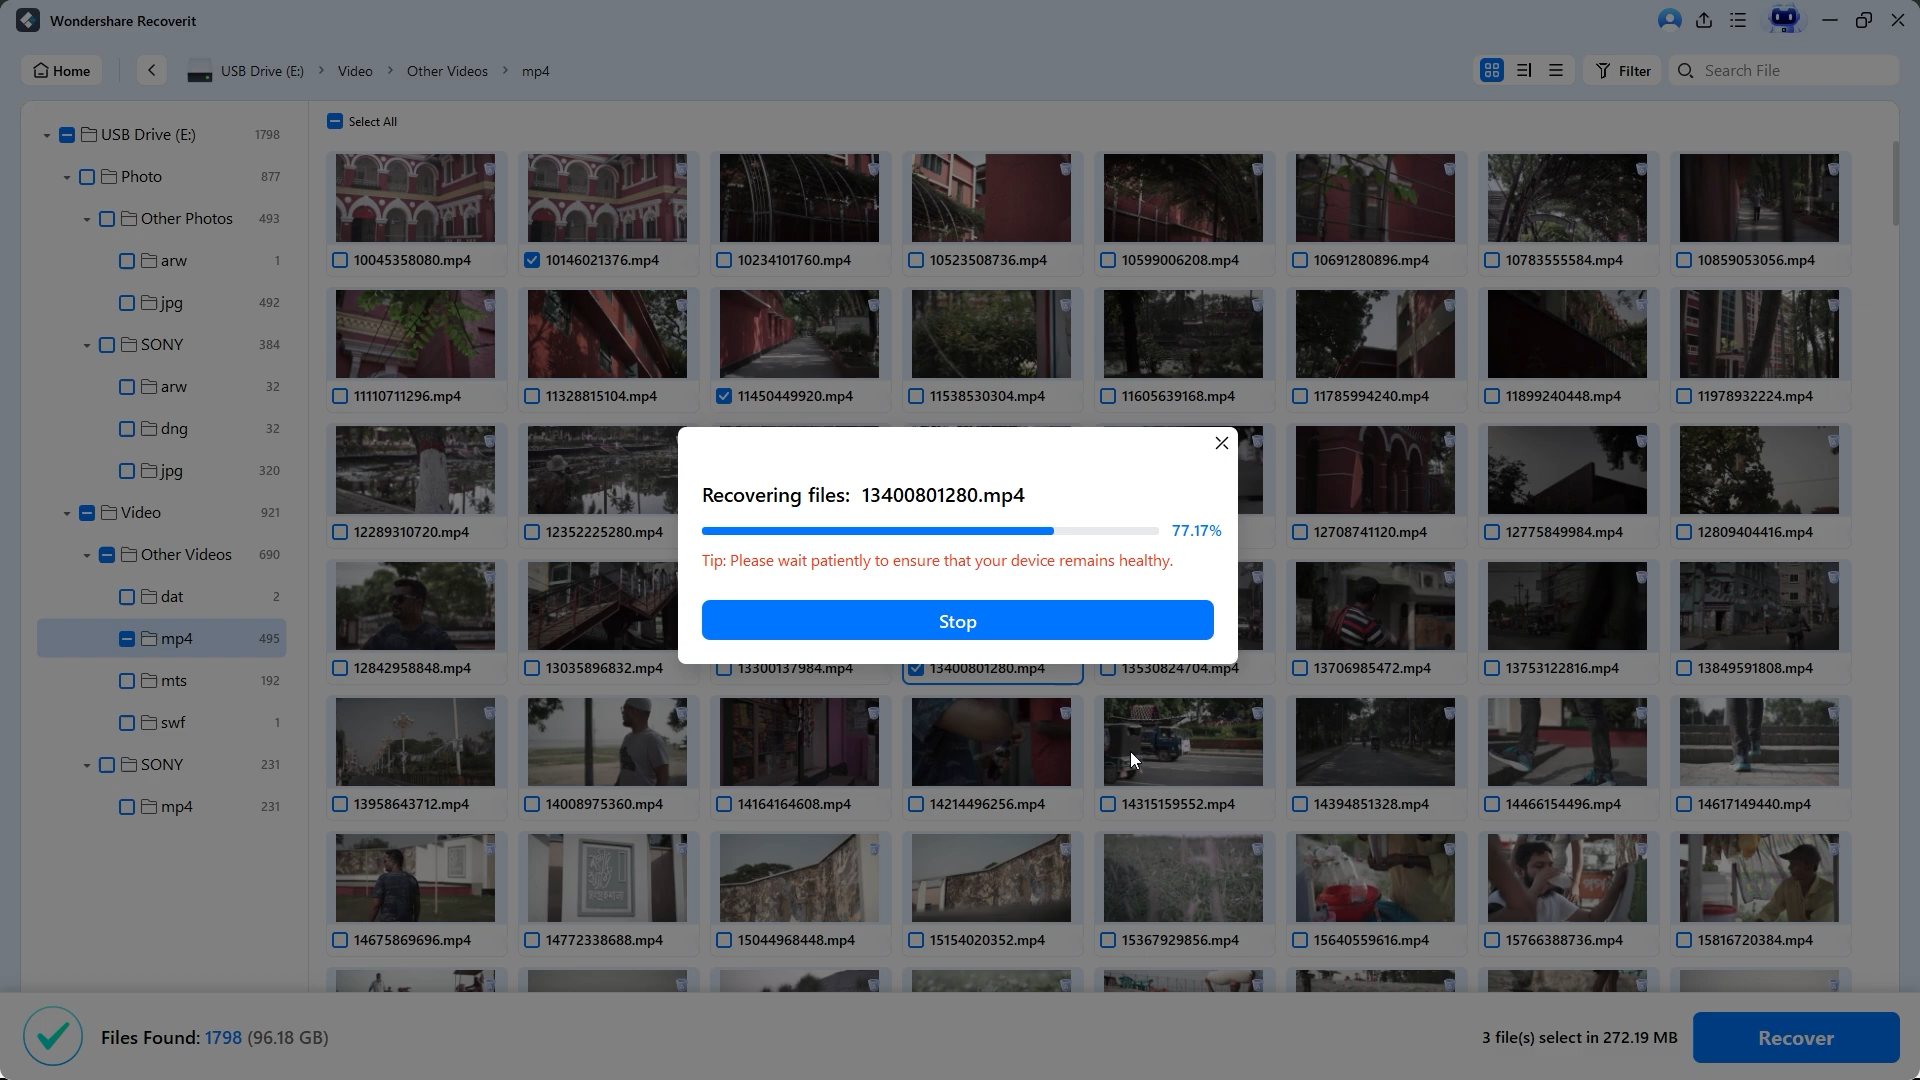 Wondershare Recoverit
Home
USB Drive (E:) > Video > Other Videos > mp4
Filter
Search File
USB Drive (E:) 1798
Photo 877
Other Photos 493
arw 1
jpg 492
SONY 384
arw 32
dng 32
jpg 320
Video 921
Other Videos 690
dat 2
mp4 495
mts 192
swf 1
SONY 231
mp4 231
Select All
10045358080.mp4 10146021376.mp4 10234101760.mp4 10523508736.mp4 10599006208.mp4 10691280896.mp4 10783555584.mp4 10859053056.mp4
11110711296.mp4 11328815104.mp4 11450449920.mp4 11538530304.mp4 11605639168.mp4 11785994240.mp4 11899240448.mp4 11978932224.mp4
12289310720.mp4 12352225280.mp4 12708741120.mp4 12775849984.mp4 12809404416.mp4
Recovering files: 13400801280.mp4
77.17%
Tip: Please wait patiently to ensure that your device remains healthy.
Stop
12842958848.mp4 13035896832.mp4 13300137984.mp4 13400801280.mp4 13530824704.mp4 13706985472.mp4 13753122816.mp4 13849591808.mp4
13958643712.mp4 14008975360.mp4 14164164608.mp4 14214496256.mp4 14315159552.mp4 14394851328.mp4 14466154496.mp4 14617149440.mp4
14675869696.mp4 14772338688.mp4 15044968448.mp4 15154020352.mp4 15367929856.mp4 15640559616.mp4 15766388736.mp4 15816720384.mp4
Files Found: 1798 (96.18 GB)
3 file(s) select in 272.19 MB
Recover